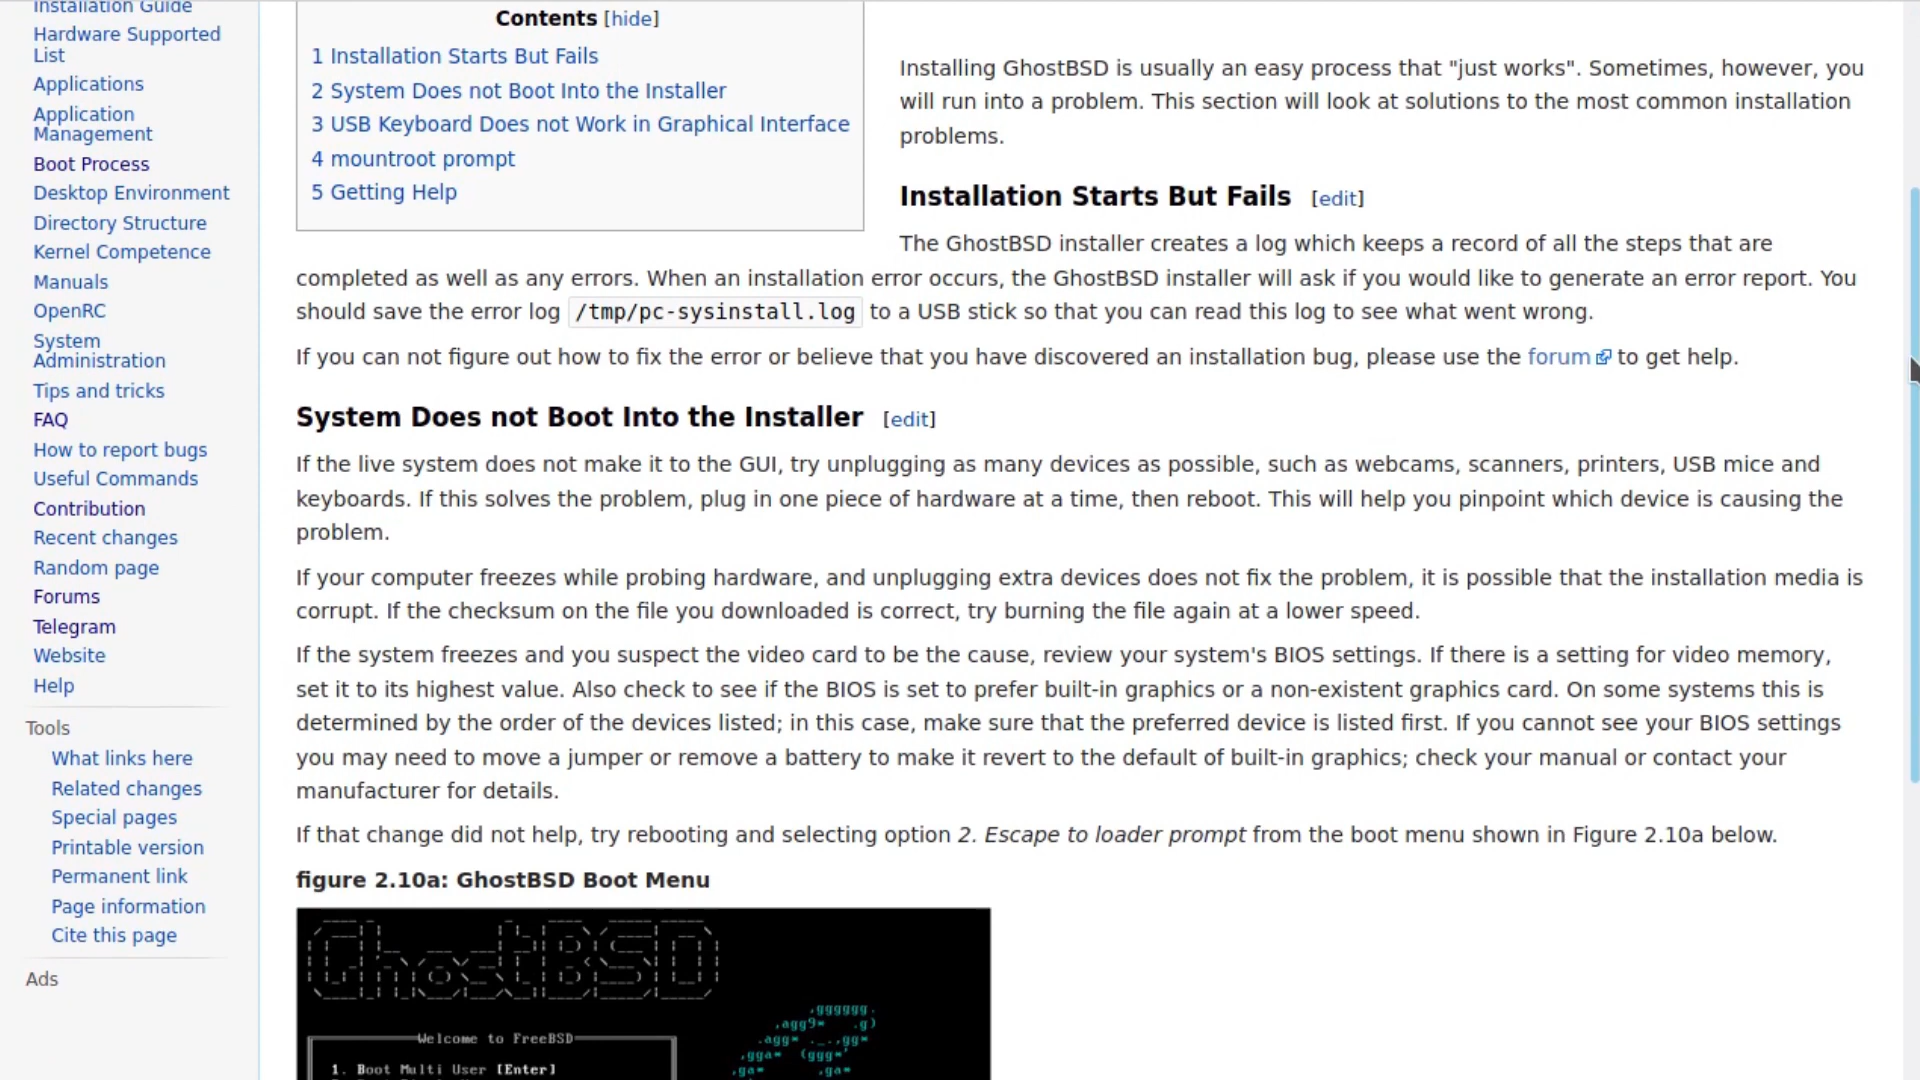 Installation Guide
Hardware Supported
List
Applications
Application
Management
Boot Process
Desktop Environment
Directory Structure
Kernel Competence
Manuals
OpenRC
System
Administration
Tips and tricks
FAQ
How to report bugs
Useful Commands
Contribution
Recent changes
Random page
Forums
Telegram
Website
Help
Tools
What links here
Related changes
Special pages
Printable version
Permanent link
Page information
Cite this page
Ads
Contents [hide]
1 Installation Starts But Fails
2 System Does not Boot Into the Installer
3 USB Keyboard Does not Work in Graphical Interface
4 mountroot prompt
5 Getting Help
Installing GhostBSD is usually an easy process that "just works". Sometimes, however, you
will run into a problem. This section will look at solutions to the most common installation
problems.
Installation Starts But Fails [edit]
The GhostBSD installer creates a log which keeps a record of all the steps that are
completed as well as any errors. When an installation error occurs, the GhostBSD installer will ask if you would like to generate an error report. You
should save the error log /tmp/pc-sysinstall.log to a USB stick so that you can read this log to see what went wrong.
If you can not figure out how to fix the error or believe that you have discovered an installation bug, please use the forum to get help.
System Does not Boot Into the Installer [edit]
If the live system does not make it to the GUI, try unplugging as many devices as possible, such as webcams, scanners, printers, USB mice and
keyboards. If this solves the problem, plug in one piece of hardware at a time, then reboot. This will help you pinpoint which device is causing the
problem.
If your computer freezes while probing hardware, and unplugging extra devices does not fix the problem, it is possible that the installation media is
corrupt. If the checksum on the file you downloaded is correct, try burning the file again at a lower speed.
If the system freezes and you suspect the video card to be the cause, review your system's BIOS settings. If there is a setting for video memory,
set it to its highest value. Also check to see if the BIOS is set to prefer built-in graphics or a non-existent graphics card. On some systems this is
determined by the order of the devices listed; in this case, make sure that the preferred device is listed first. If you cannot see your BIOS settings
you may need to move a jumper or remove a battery to make it revert to the default of built-in graphics; check your manual or contact your
manufacturer for details.
If that change did not help, try rebooting and selecting option 2. Escape to loader prompt from the boot menu shown in Figure 2.10a below.
figure 2.10a: GhostBSD Boot Menu
GhostBSD
Welcome to FreeBSD
1. Boot Multi User [Enter]